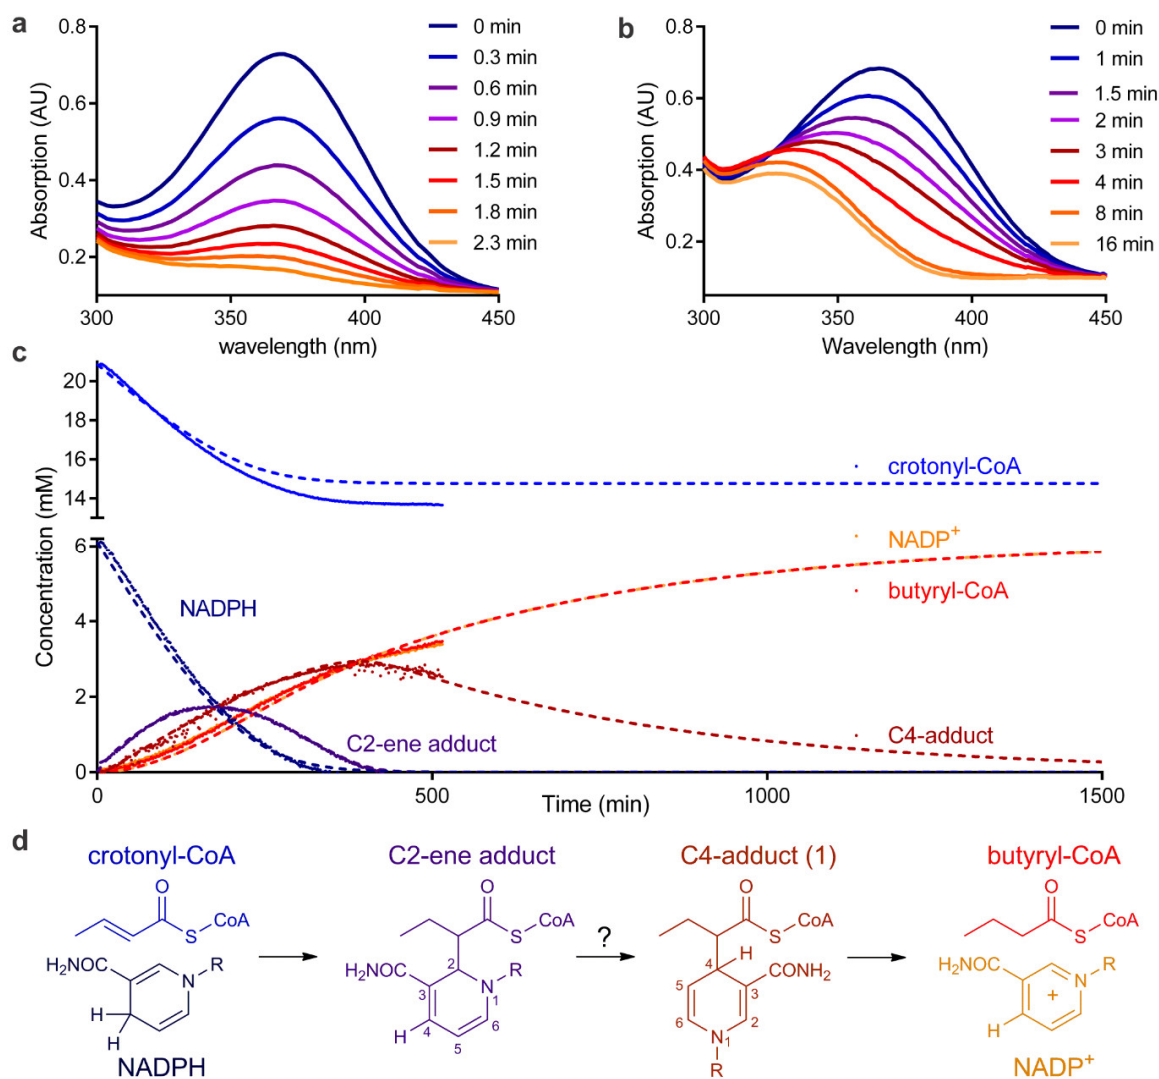 a
0.8
0.6
0.4
0.2
Absorption (AU)
300
350
400
450
wavelength (nm)
0 min
0.3 min
0.6 min
0.9 min
1.2 min
1.5 min
1.8 min
2.3 min
b
0.8
0.6
0.4
0.2
Absorption (AU)
300
350
400
450
Wavelength (nm)
0 min
1 min
1.5 min
2 min
3 min
4 min
8 min
16 min
c
20
18
16
14
6
4
2
0
Concentration (mM)
crotonyl-CoA
NADP+
butyryl-CoA
NADPH
C2-ene adduct
C4-adduct
0
500
1000
1500
Time (min)
d
crotonyl-CoA
C2-ene adduct
C4-adduct (1)
butyryl-CoA
O
S
CoA
H2NOC
R
N
H
H
NADPH
O
S
CoA
H2NOC
R
2
3
N
1
4
6
H
5
?
O
S
CoA
H
4
CONH2
5
3
6
2
N
1
R
O
S
CoA
H2NOC
R
N
+
H
NADP+